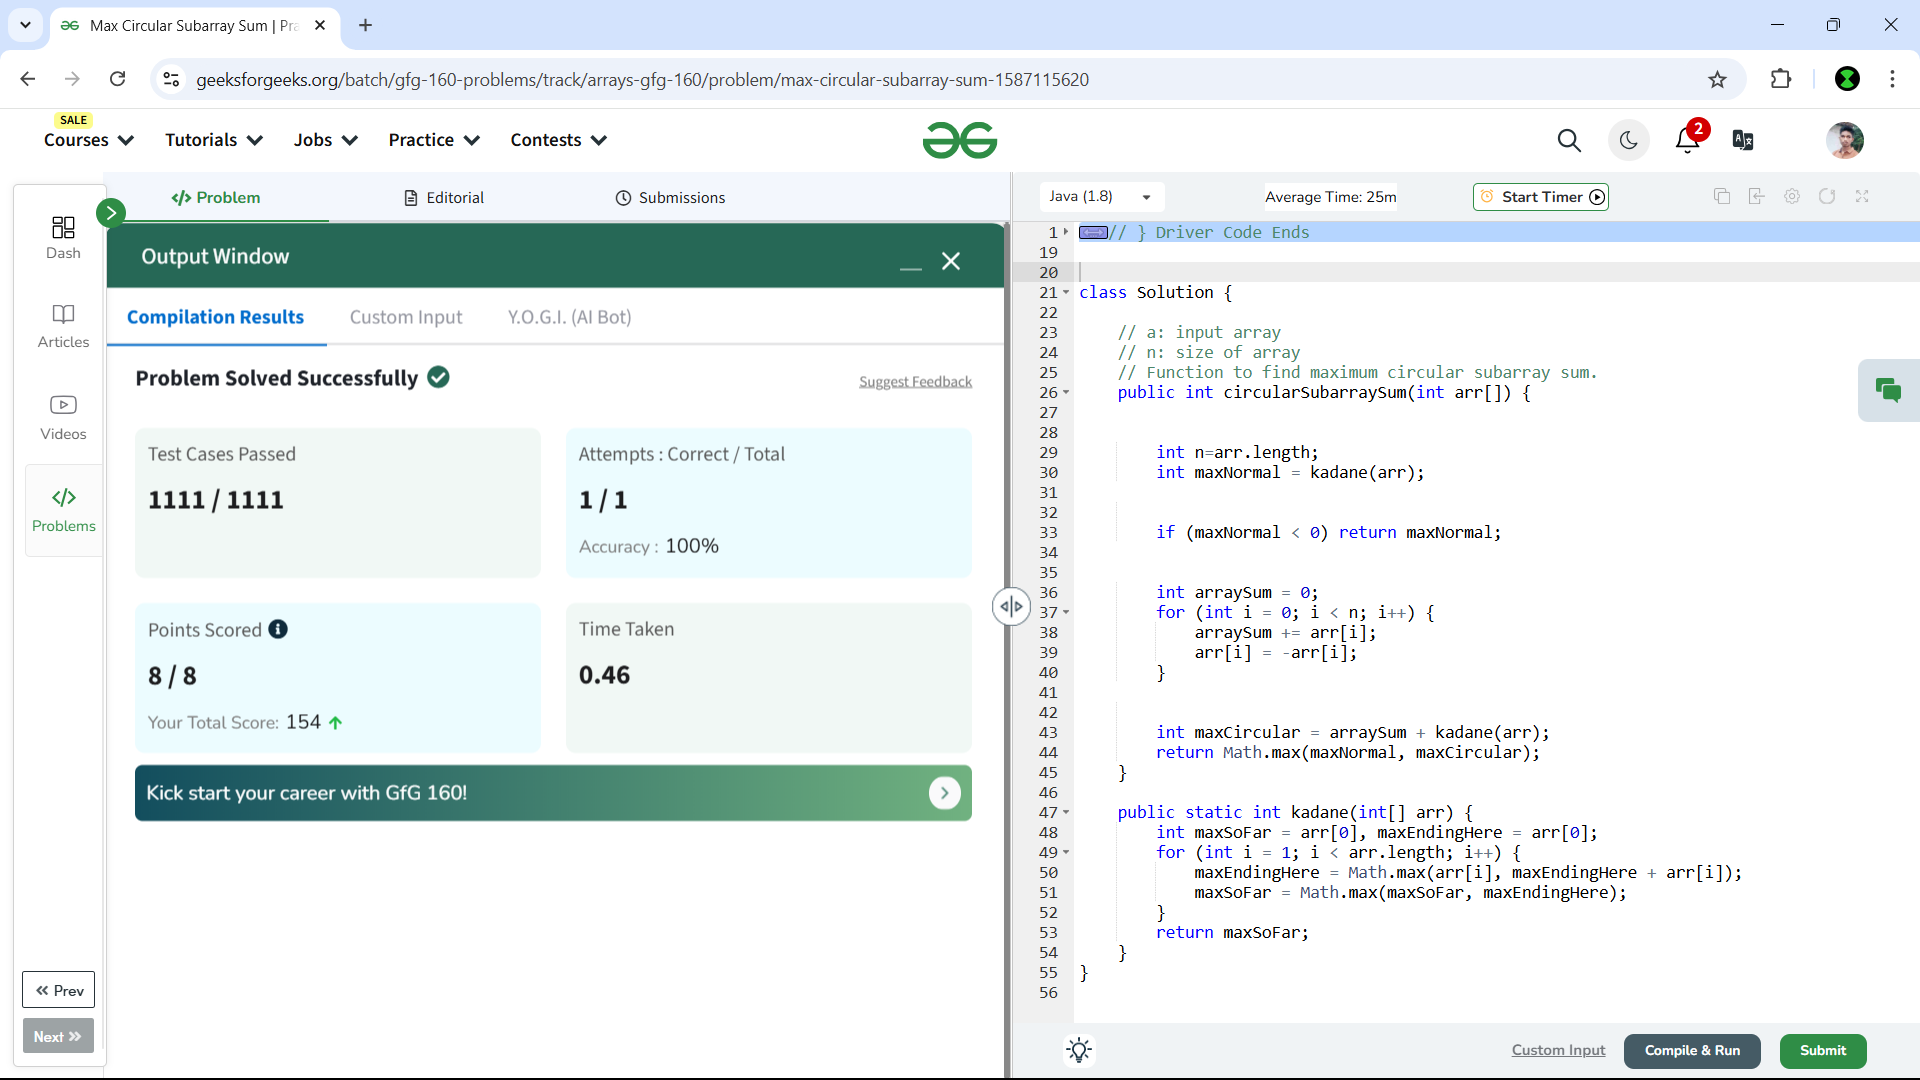 Max Circular Subarray Sum | Pra
geeksforgeeks.org/batch/gfg-160-problems/track/arrays-gfg-160/problem/max-circular-subarray-sum-1587115620
SALE
Courses
Tutorials
Jobs
Practice
Contests
2
Dash
Articles
Videos
</>
Problems
« Prev
Next »
</> Problem
Editorial
Submissions
Output Window
Compilation Results
Custom Input
Y.O.G.I. (AI Bot)
Problem Solved Successfully
Suggest Feedback
Test Cases Passed
1111 / 1111
Attempts : Correct / Total
1 / 1
Accuracy : 100%
Points Scored
8 / 8
Your Total Score: 154
Time Taken
0.46
Kick start your career with GfG 160!
Java (1.8)
Average Time: 25m
Start Timer
1 // } Driver Code Ends
19
20
21 class Solution {
22
23 // a: input array
24 // n: size of array
25 // Function to find maximum circular subarray sum.
26 public int circularSubarraySum(int arr[]) {
27
28
29 int n=arr.length;
30 int maxNormal = kadane(arr);
31
32
33 if (maxNormal < 0) return maxNormal;
34
35
36 int arraySum = 0;
37 for (int i = 0; i < n; i++) {
38 arraySum += arr[i];
39 arr[i] = -arr[i];
40 }
41
42
43 int maxCircular = arraySum + kadane(arr);
44 return Math.max(maxNormal, maxCircular);
45 }
46
47 public static int kadane(int[] arr) {
48 int maxSoFar = arr[0], maxEndingHere = arr[0];
49 for (int i = 1; i < arr.length; i++) {
50 maxEndingHere = Math.max(arr[i], maxEndingHere + arr[i]);
51 maxSoFar = Math.max(maxSoFar, maxEndingHere);
52 }
53 return maxSoFar;
54 }
55 }
56
Custom Input
Compile & Run
Submit